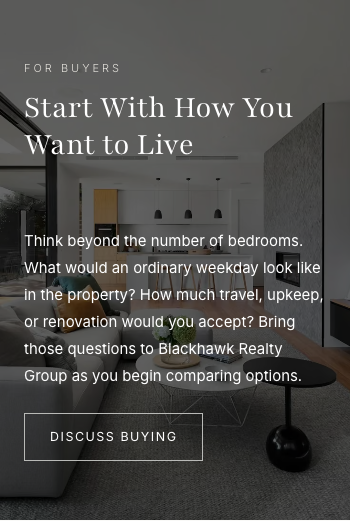 FOR BUYERS
Start With How You
Want to Live
Think beyond the number of bedrooms.
What would an ordinary weekday look like
in the property? How much travel, upkeep,
or renovation would you accept? Bring
those questions to Blackhawk Realty
Group as you begin comparing options.
DISCUSS BUYING